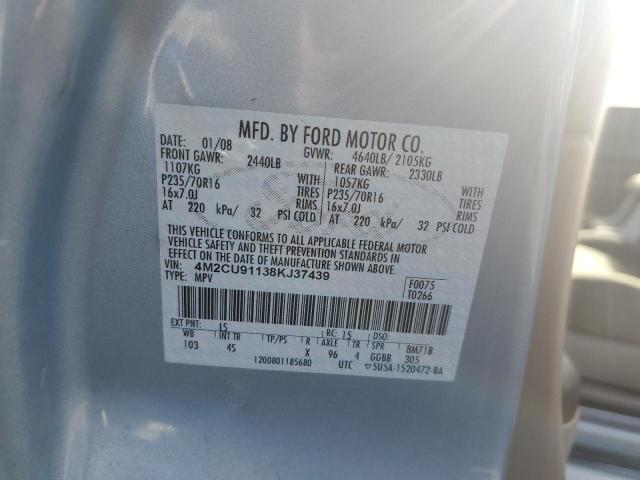 MFD. BY FORD MOTOR CO.
DATE: 01/08 GVWR: 4640LB/ 2105KG
FRONT GAWR: 2440LB REAR GAWR: 2330LB
1107KG WITH 1057KG WITH
P235/70R16 TIRES P235/70R16 TIRES
16x7.0J RIMS 16x7.0J RIMS
AT 220 kPa/ 32 PSI COLD AT 220 kPa/ 32 PSI COLD
THIS VEHICLE CONFORMS TO ALL APPLICABLE FEDERAL MOTOR
VEHICLE SAFETY AND THEFT PREVENTION STANDARDS IN EFFECT ON THE
DATE OF MANUFACTURE SHOWN ABOVE.
VIN: 4M2CU91138KJ37439 F0075
TYPE: MPV T0266
EXT PNT: LS RC: 15 DSO:
WB INT TR TP/PS R AXLE TR BM71B
103 4S X 96 4 GGBB 305
1200801185680 UTC ▽5U5A-1520472-BA